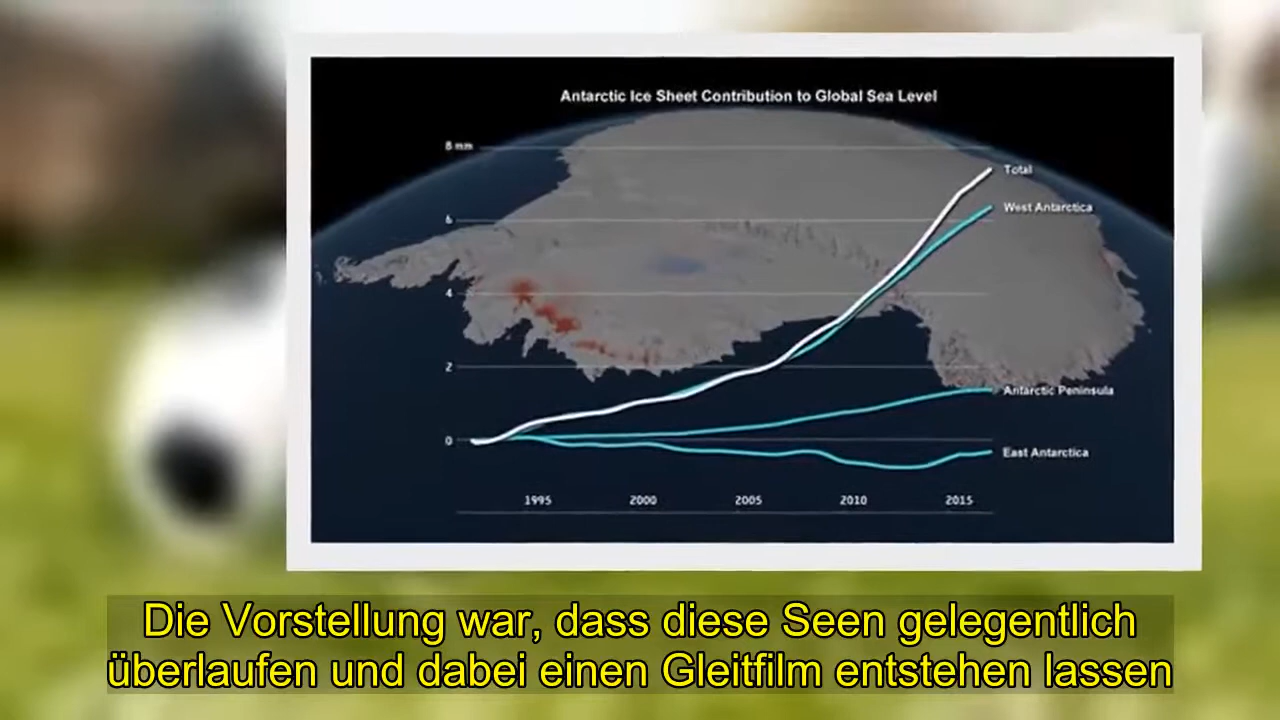 Antarctic Ice Sheet Contribution to Global Sea Level
8 mm
Total
West Antarctica
6
4
2
Antarctic Peninsula
0
East Antarctica
1995 2000 2005 2010 2015
Die Vorstellung war, dass diese Seen gelegentlich
überlaufen und dabei einen Gleitfilm entstehen lassen